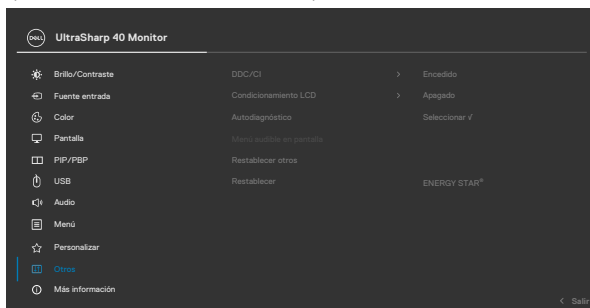 DELL UltraSharp 40 Monitor
Brillo/Contraste DDC/CI > Encedido
Fuente entrada Condicionamiento LCD > Apagado
Color Autodiagnóstico Seleccionar √
Pantalla Menú audible en pantalla
PIP/PBP Restablecer otros
USB Restablecer ENERGY STAR®
Audio
Menú
Personalizar
Otros
Más información
< Salir